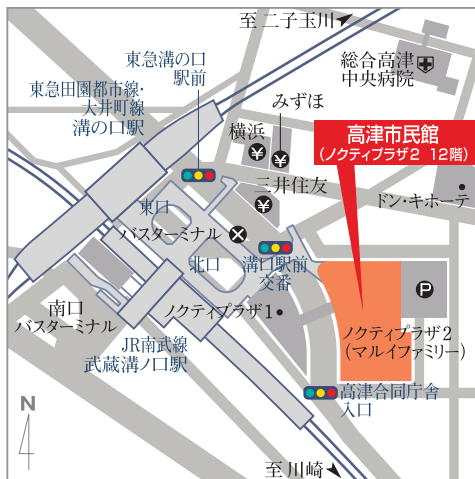 至二子玉川
総合高津
中央病院
東急溝の口
駅前
東急田園都市線・
大井町線
溝の口駅
みずほ
横浜
高津市民館
(ノクティプラザ2 12階)
三井住友
ドン・キホーテ
東口
バスターミナル
北口
溝口駅前
交番
P
南口
バスターミナル
ノクティプラザ1
ノクティプラザ2
(マルイファミリー)
JR南武線
武蔵溝ノ口駅
高津合同庁舎
入口
N
至川崎
¥
¥
¥